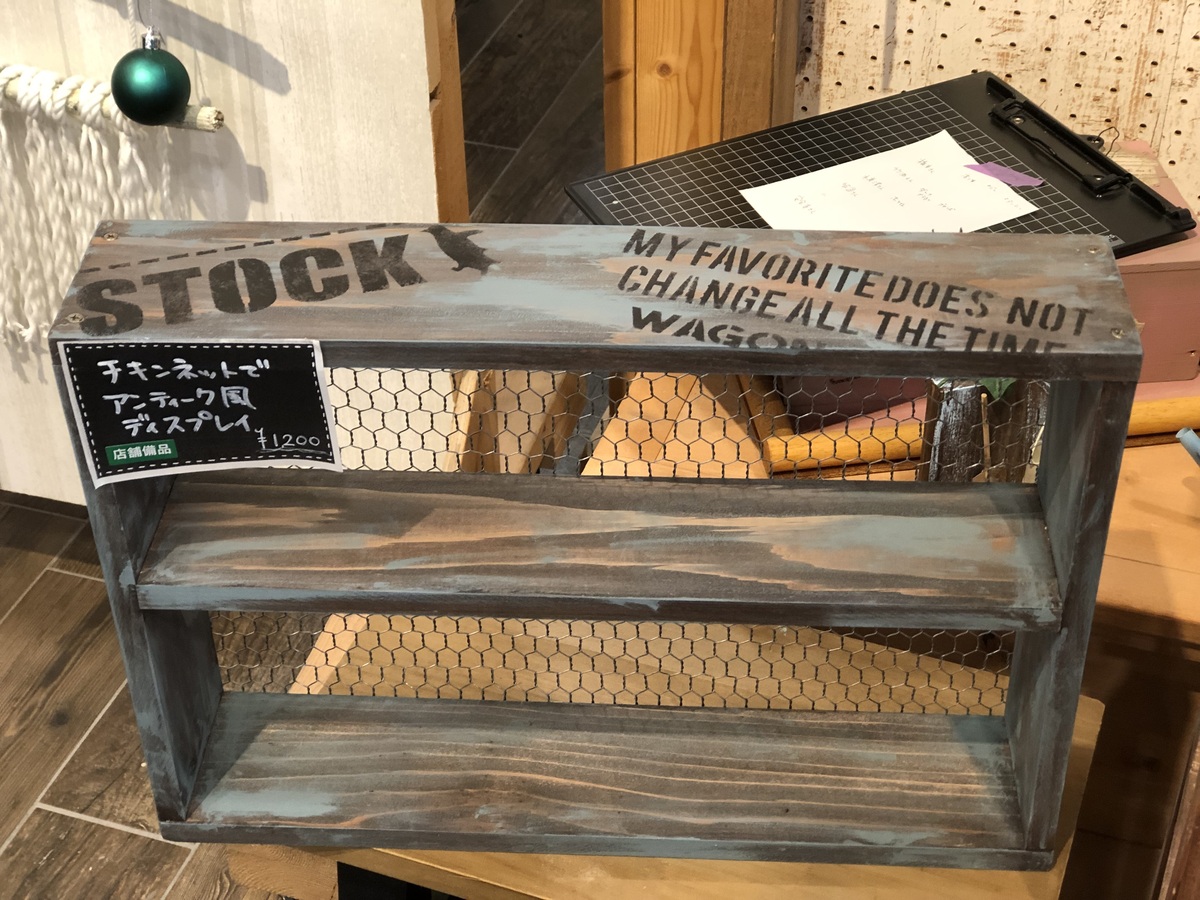 STOCK
MY FAVORITE DOES NOT
CHANGE ALL THE TIME
WAGON
チキンネットで
アンティーク風
ディスプレイ
¥1200
店舗備品